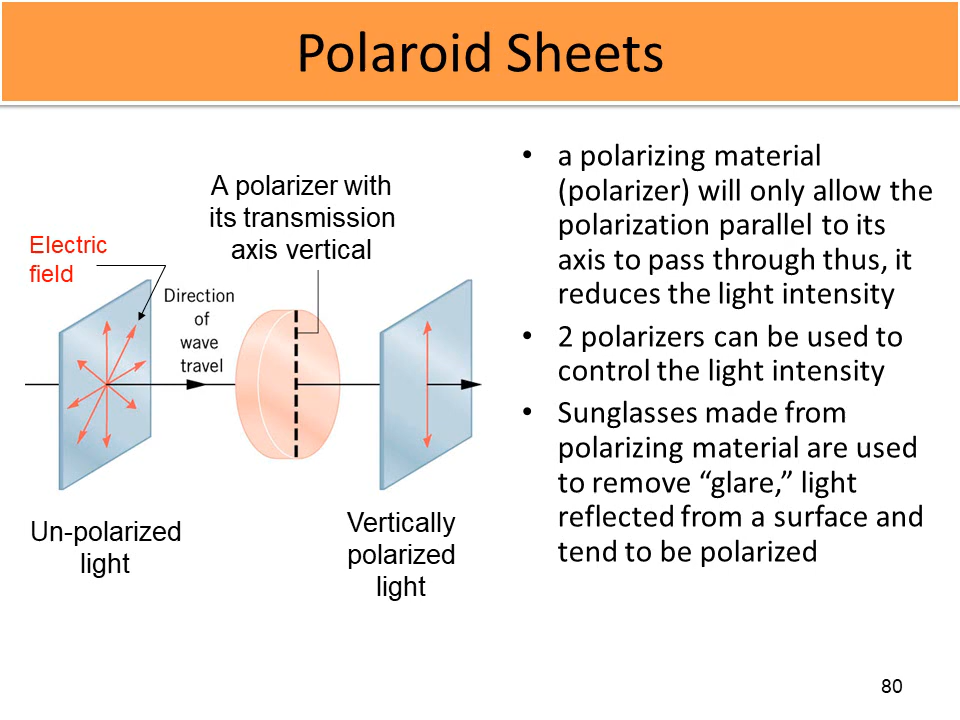 Polaroid Sheets
A polarizer with
its transmission
axis vertical
Electric
field
Direction
of
wave
travel
Un-polarized
light
Vertically
polarized
light
• a polarizing material
(polarizer) will only allow the
polarization parallel to its
axis to pass through thus, it
reduces the light intensity
• 2 polarizers can be used to
control the light intensity
• Sunglasses made from
polarizing material are used
to remove “glare,” light
reflected from a surface and
tend to be polarized
80